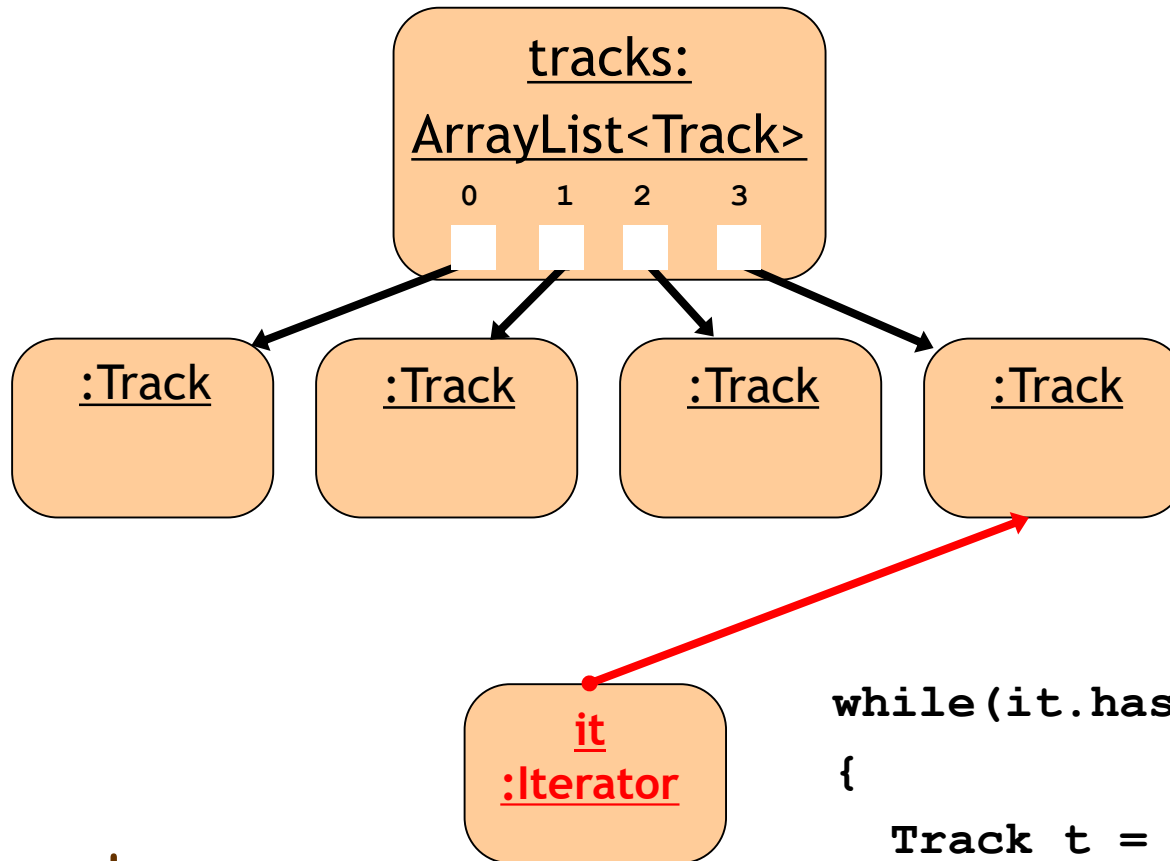 tracks:
ArrayList<Track>
0 1 2 3
:Track :Track :Track :Track
it
:Iterator
while(it.has
{
Track t =